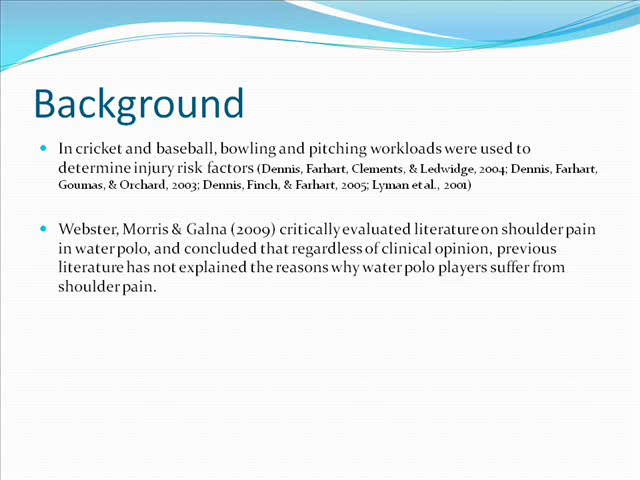 Background
In cricket and baseball, bowling and pitching workloads were used to
determine injury risk factors (Dennis, Farhart, Clements, & Ledwidge, 2004; Dennis, Farhart,
Goumas, & Orchard, 2003; Dennis, Finch, & Farhart, 2005; Lyman et al., 2001)
Webster, Morris & Galna (2009) critically evaluated literature on shoulder pain
in water polo, and concluded that regardless of clinical opinion, previous
literature has not explained the reasons why water polo players suffer from
shoulder pain.